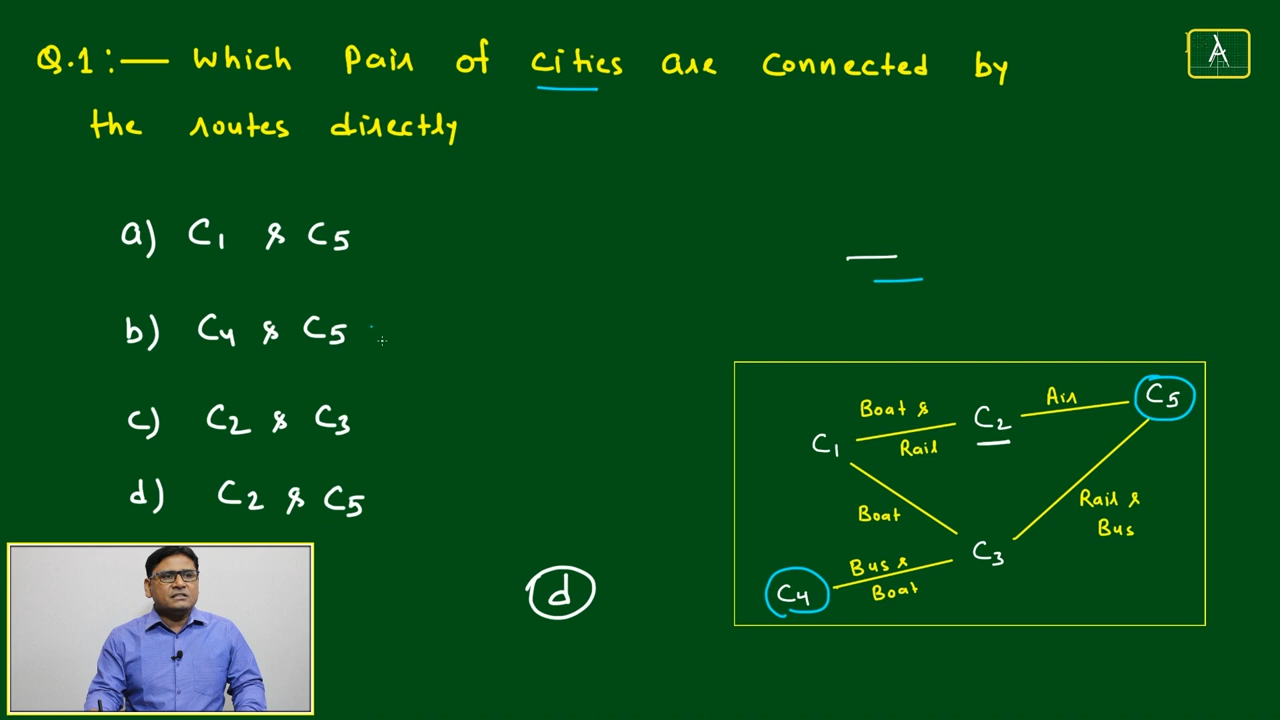 Q.1:— Which Pair of cities are connected by
the routes directly
A
a) C1 & C5
b) C4 & C5
c) C2 & C3
d) C2 & C5
d
Boat &
Rail
Air
C1
C2
C5
Boat
Rail &
Bus
C3
Bus &
Boat
C4